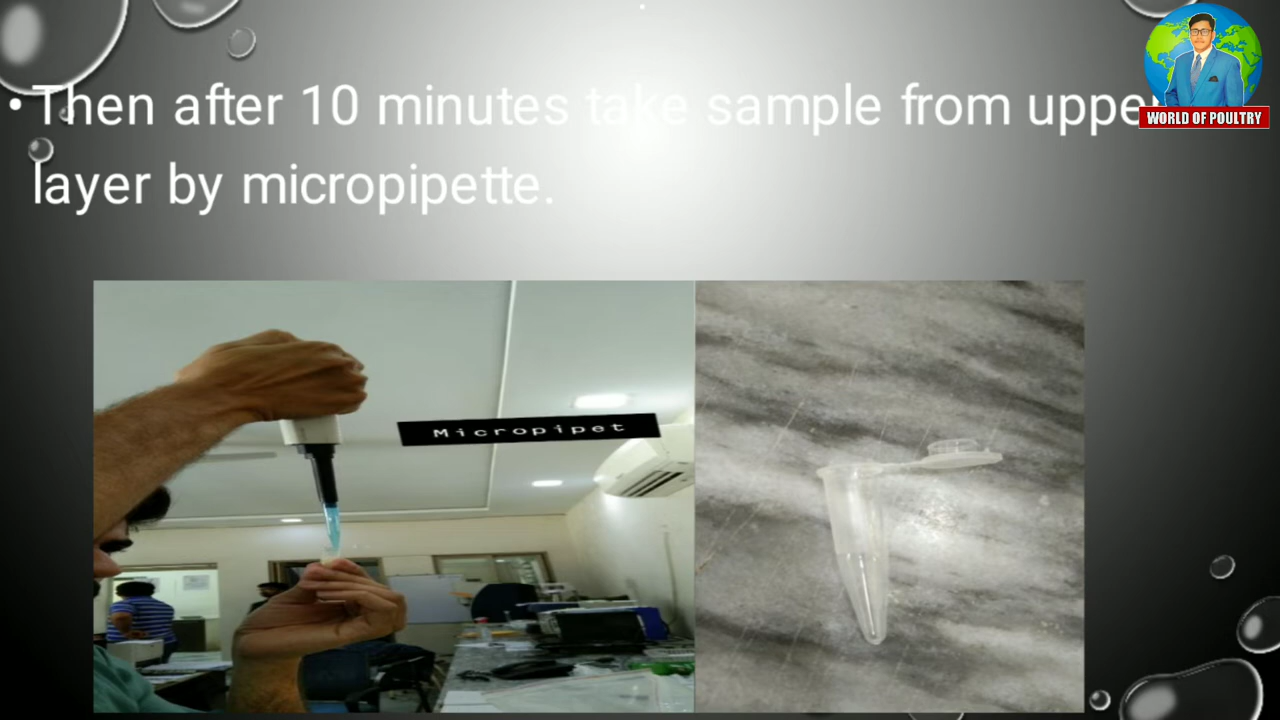 • Then after 10 minutes take sample from upper
layer by micropipette.
WORLD OF POULTRY
Micropipet